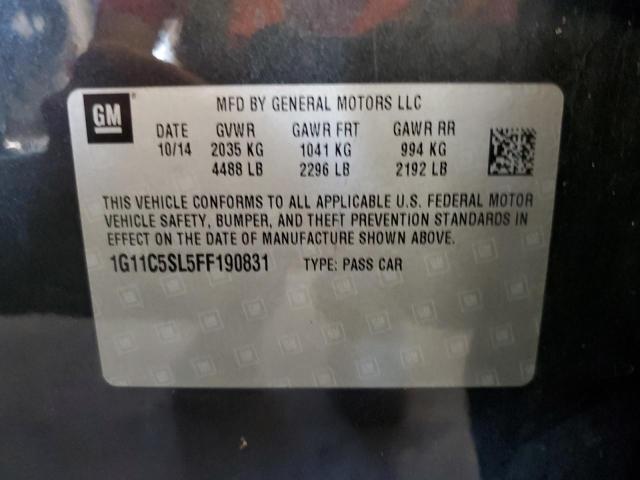 GM
MFD BY GENERAL MOTORS LLC
DATE GVWR GAWR FRT GAWR RR
10/14 2035 KG 1041 KG 994 KG
4488 LB 2296 LB 2192 LB
THIS VEHICLE CONFORMS TO ALL APPLICABLE U.S. FEDERAL MOTOR
VEHICLE SAFETY, BUMPER, AND THEFT PREVENTION STANDARDS IN
EFFECT ON THE DATE OF MANUFACTURE SHOWN ABOVE.
1G11C5SL5FF190831 TYPE: PASS CAR